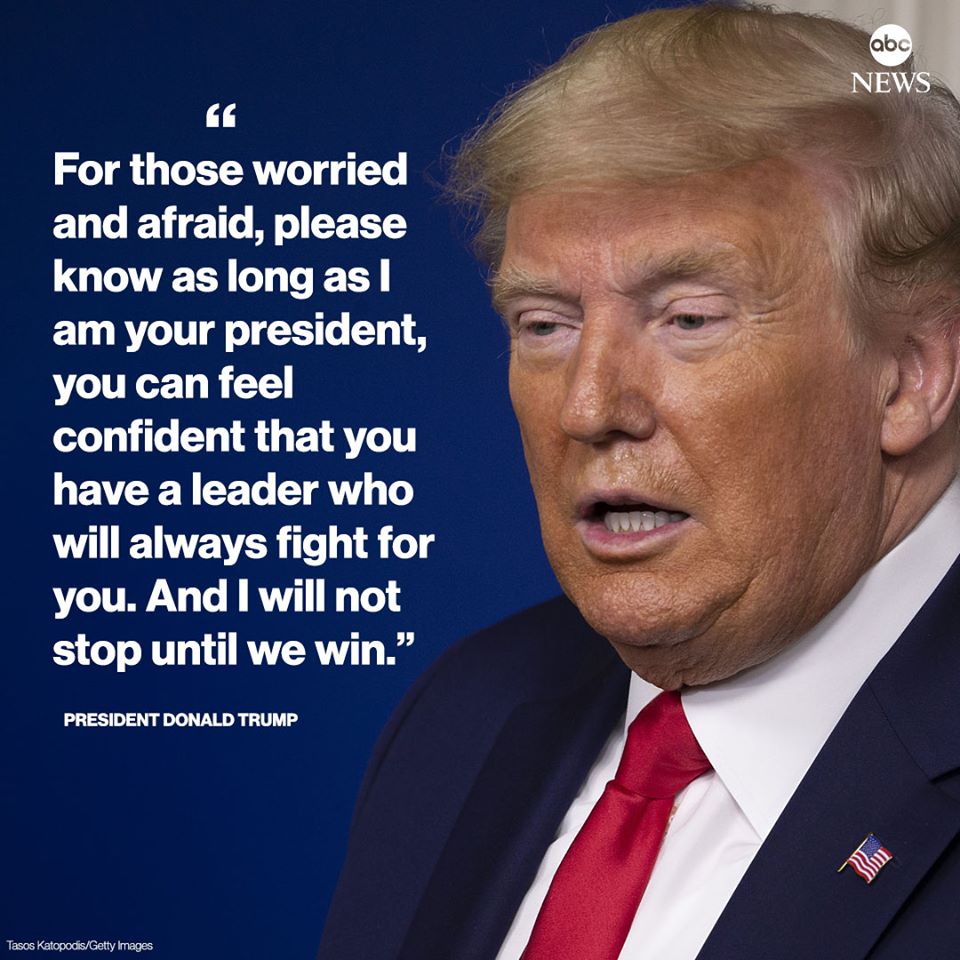 abc
NEWS
“
For those worried
and afraid, please
know as long as I
am your president,
you can feel
confident that you
have a leader who
will always fight for
you. And I will not
stop until we win.”
PRESIDENT DONALD TRUMP
Tasos Katopodis/Getty Images